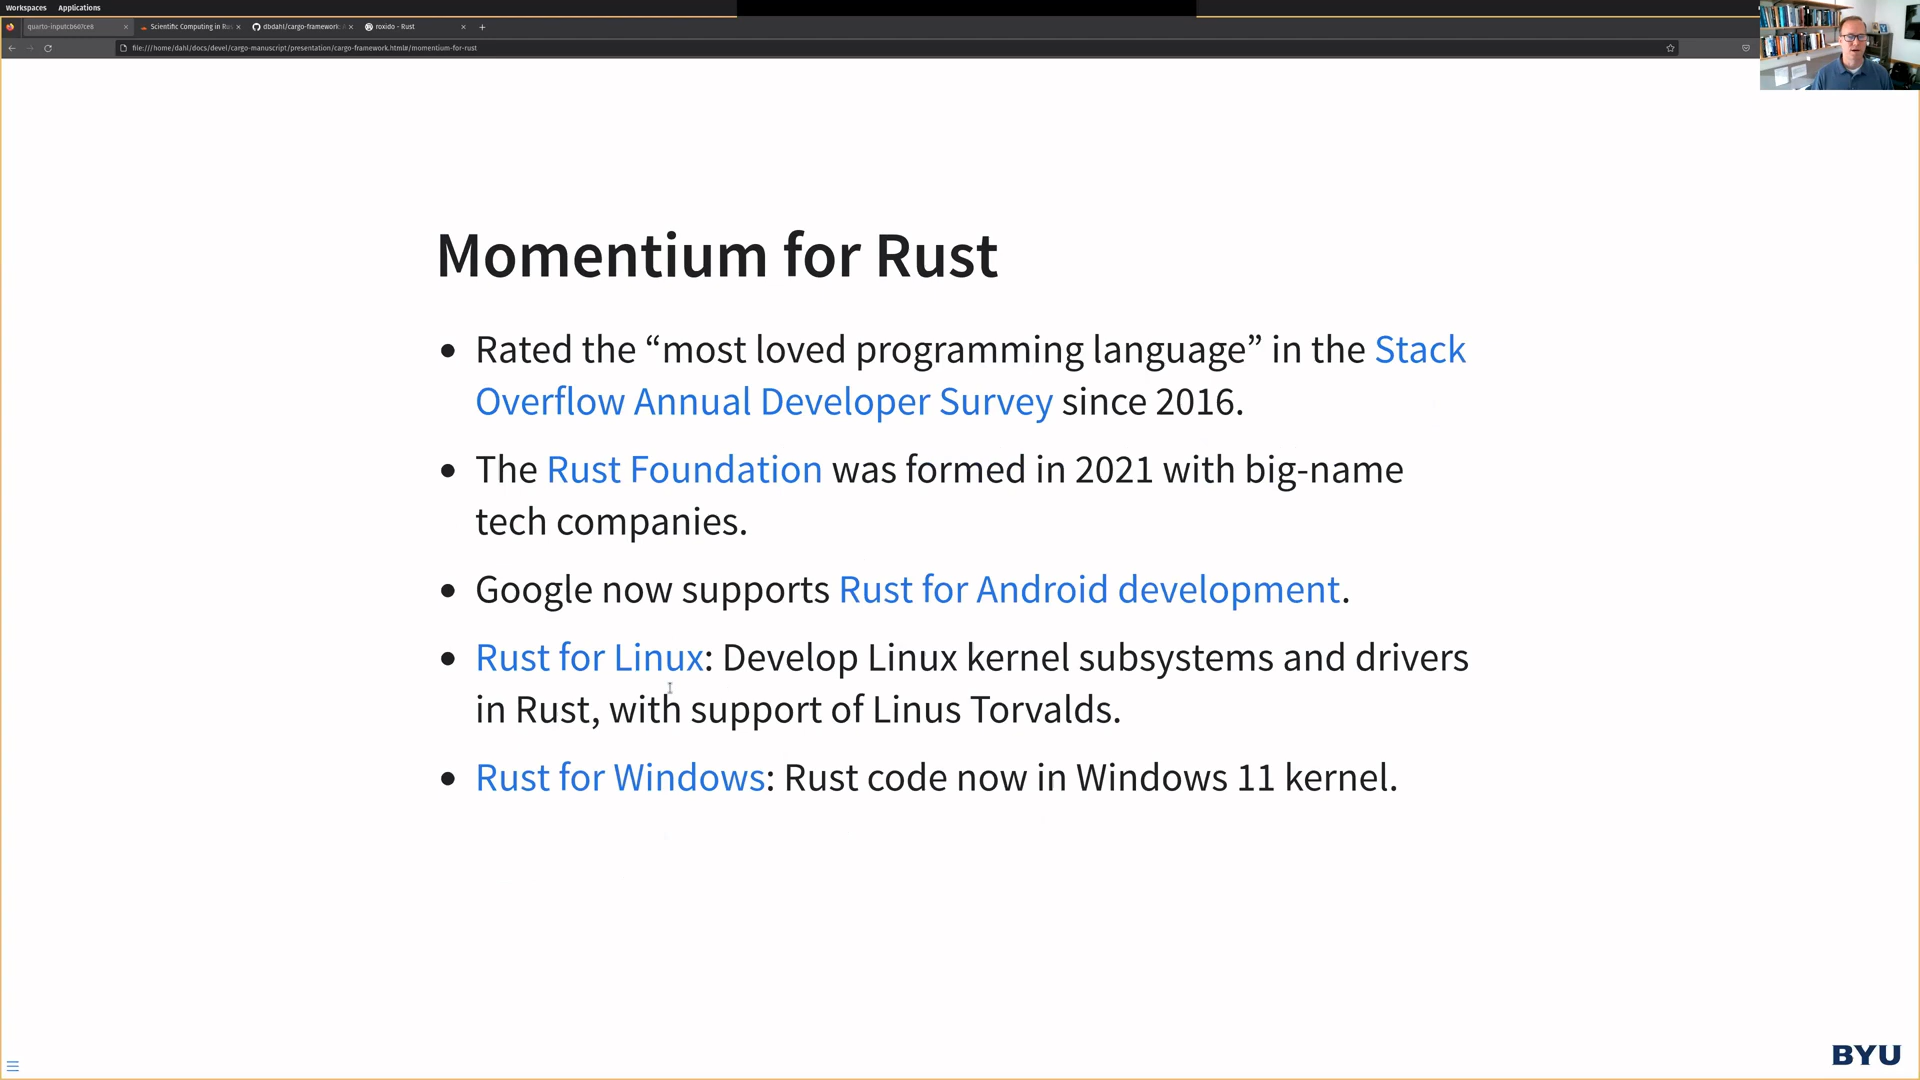 Workspaces Applications
quarto-inputcb607ce8 Scientific Computing in Rus dbdahl/cargo-framework: A roxido - Rust
file:///home/dahl/docs/devel/cargo-manuscript/presentation/cargo-framework.html#/momentium-for-rust
Momentium for Rust
• Rated the “most loved programming language” in the Stack
Overflow Annual Developer Survey since 2016.
• The Rust Foundation was formed in 2021 with big-name
tech companies.
• Google now supports Rust for Android development.
• Rust for Linux: Develop Linux kernel subsystems and drivers
in Rust, with support of Linus Torvalds.
• Rust for Windows: Rust code now in Windows 11 kernel.
BYU